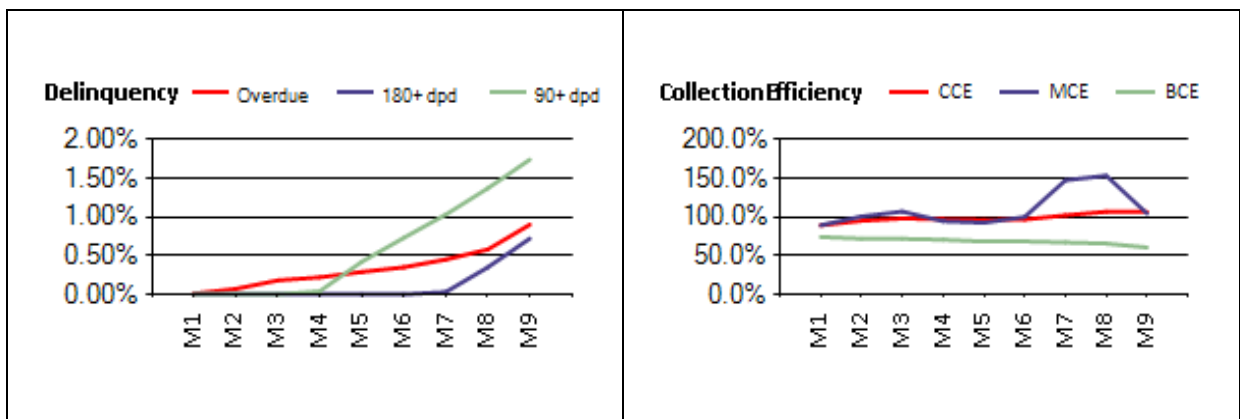 Delinquency Overdue 180+ dpd 90+ dpd
2.00%
1.50%
1.00%
0.50%
0.00%
M1 M2 M3 M4 M5 M6 M7 M8 M9
Collection Efficiency CCE MCE BCE
200.0%
150.0%
100.0%
50.0%
0.0%
M1 M2 M3 M4 M5 M6 M7 M8 M9